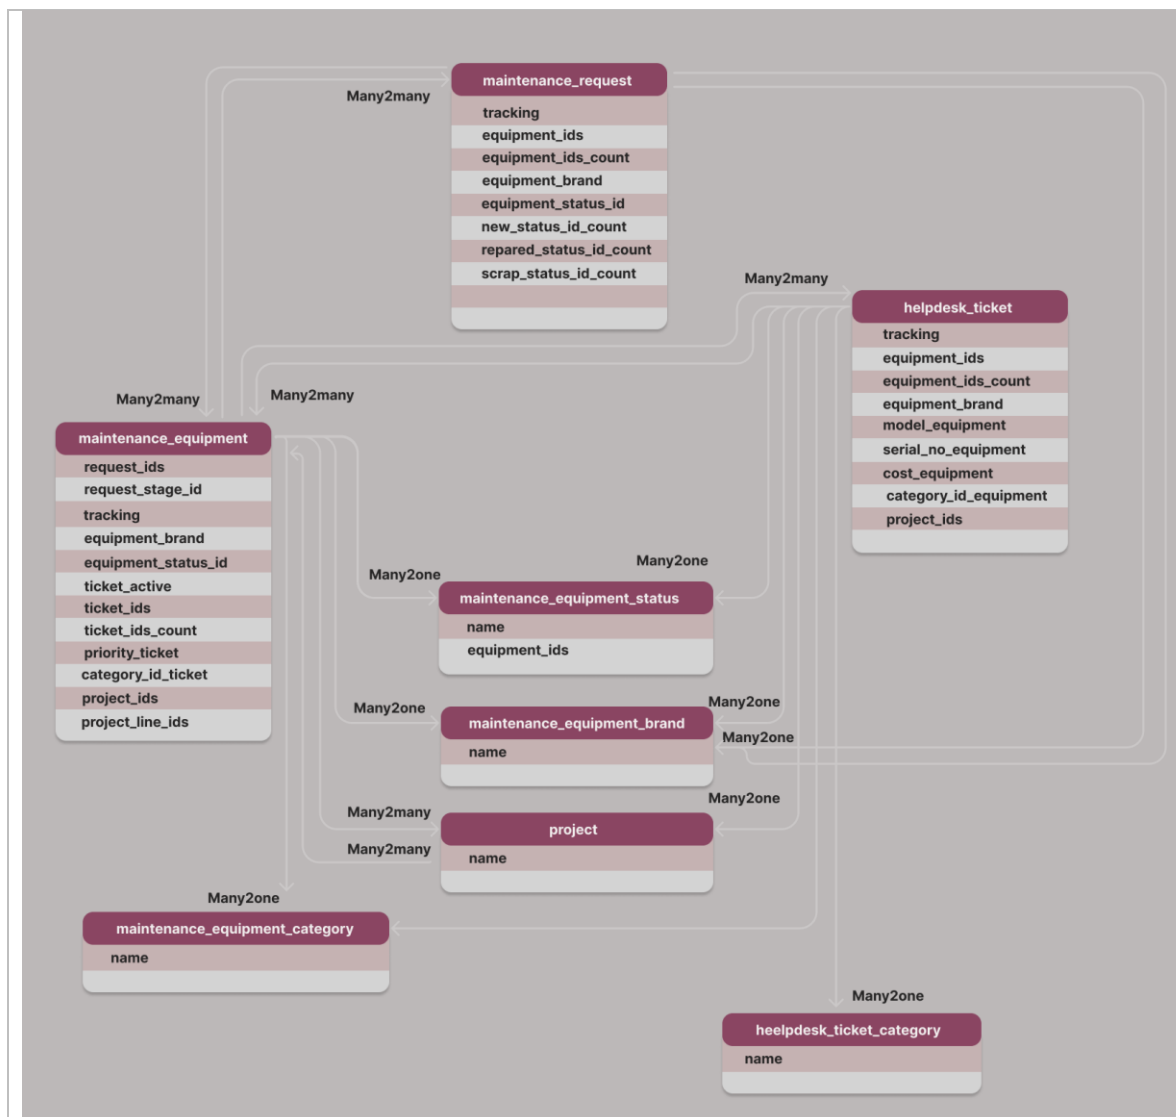 Many2many
maintenance_request
tracking
equipment_ids
equipment_ids_count
equipment_brand
equipment_status_id
new_status_id_count
repared_status_id_count
scrap_status_id_count
Many2many
helpdesk_ticket
tracking
equipment_ids
equipment_ids_count
equipment_brand
model_equipment
serial_no_equipment
cost_equipment
category_id_equipment
project_ids
Many2many
Many2many
maintenance_equipment
request_ids
request_stage_id
tracking
equipment_brand
equipment_status_id
ticket_active
ticket_ids
ticket_ids_count
priority_ticket
category_id_ticket
project_ids
project_line_ids
Many2one
Many2one
maintenance_equipment_status
name
equipment_ids
Many2one
Many2one
maintenance_equipment_brand
Many2one
name
Many2many
Many2one
project
Many2many
name
Many2one
maintenance_equipment_category
name
Many2one
heelpdesk_ticket_category
name